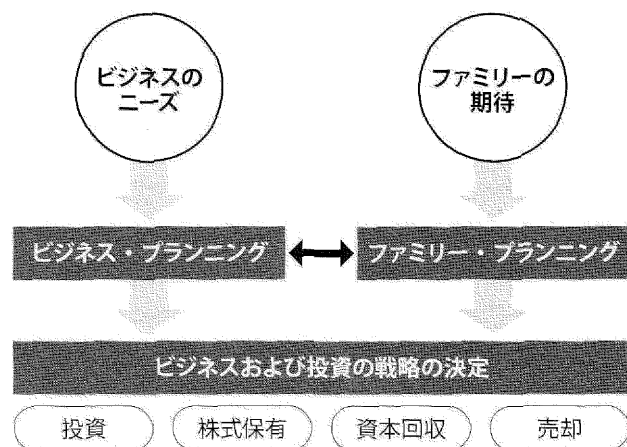 ビジネスの
ニーズ
ファミリーの
期待
ビジネス・プランニング
ファミリー・プランニング
ビジネスおよび投資の戦略の決定
投資
株式保有
資本回収
売却